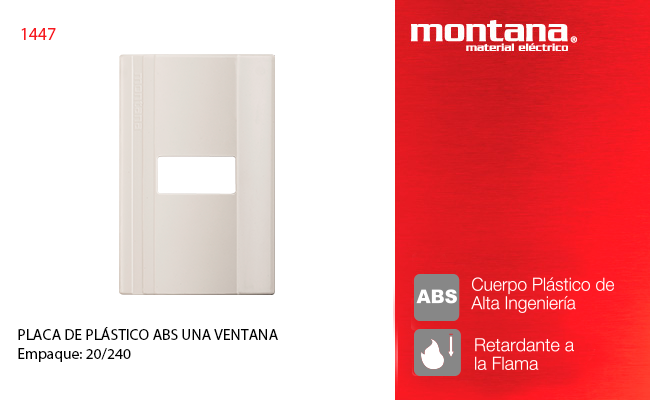 1447
montana®
material eléctrico
PLACA DE PLÁSTICO ABS UNA VENTANA
Empaque: 20/240
ABS
Cuerpo Plástico de
Alta Ingeniería
Retardante a
la Flama